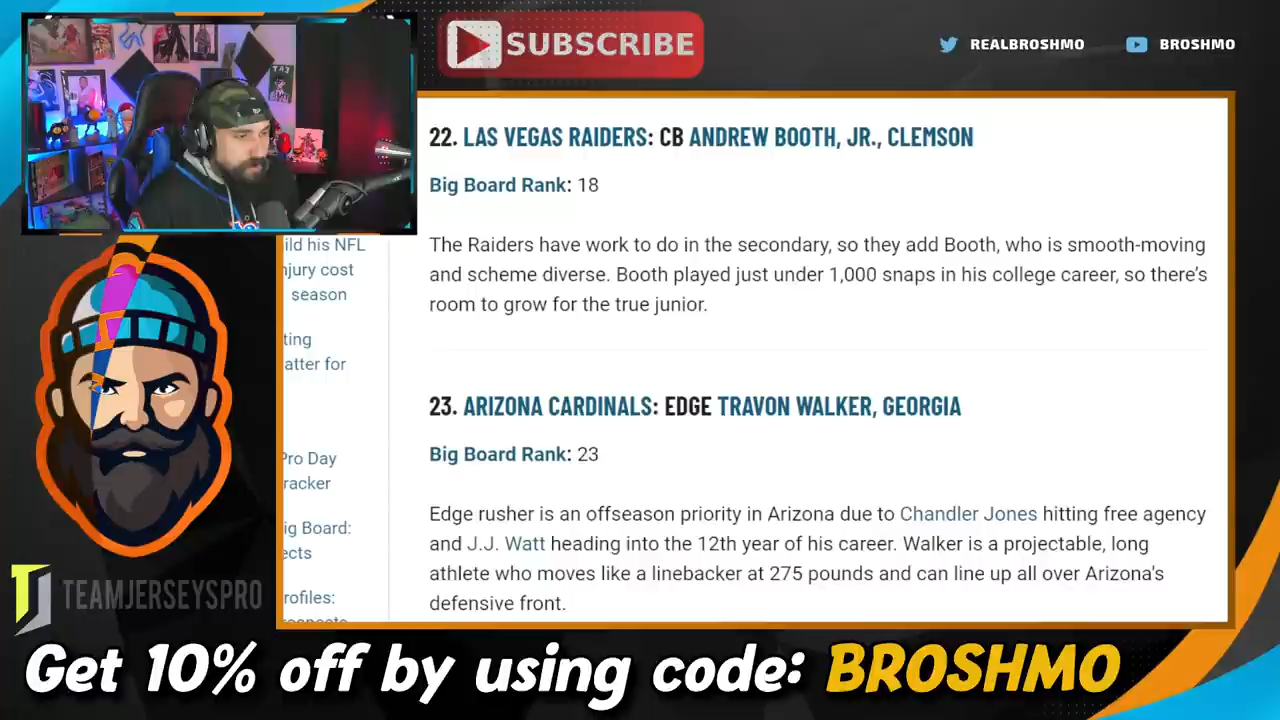 SUBSCRIBE
REALBROSHMO
BROSHMO
22. LAS VEGAS RAIDERS: CB ANDREW BOOTH, JR., CLEMSON
Big Board Rank: 18
The Raiders have work to do in the secondary, so they add Booth, who is smooth-moving
and scheme diverse. Booth played just under 1,000 snaps in his college career, so there's
room to grow for the true junior.
23. ARIZONA CARDINALS: EDGE TRAVON WALKER, GEORGIA
Big Board Rank: 23
Edge rusher is an offseason priority in Arizona due to Chandler Jones hitting free agency
and J.J. Watt heading into the 12th year of his career. Walker is a projectable, long
athlete who moves like a linebacker at 275 pounds and can line up all over Arizona's
defensive front.
ild his NFL
njury cost
season
ting
atter for
Pro Day
racker
ig Board:
ects
rofiles:
TEAMJERSEYSPRO
Get 10% off by using code: BROSHMO